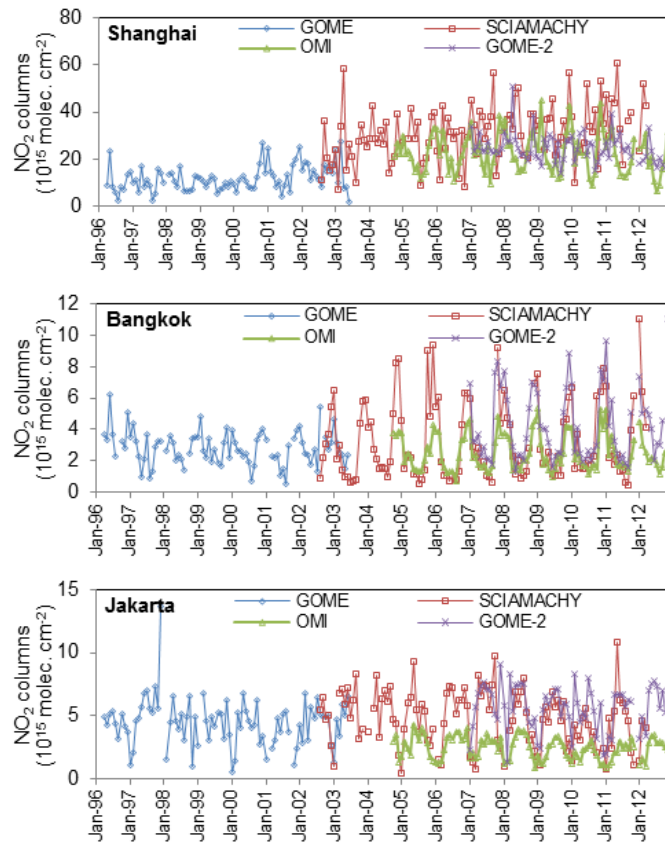 Shanghai
GOME
SCIAMACHY
OMI
GOME-2
NO₂ columns
(10¹⁵ molec. cm⁻²)
80
60
40
20
0
Jan-96 Jan-97 Jan-98 Jan-99 Jan-00 Jan-01 Jan-02 Jan-03 Jan-04 Jan-05 Jan-06 Jan-07 Jan-08 Jan-09 Jan-10 Jan-11 Jan-12
Bangkok
GOME
SCIAMACHY
OMI
GOME-2
NO₂ columns
(10¹⁵ molec. cm⁻²)
12
10
8
6
4
2
0
Jan-96 Jan-97 Jan-98 Jan-99 Jan-00 Jan-01 Jan-02 Jan-03 Jan-04 Jan-05 Jan-06 Jan-07 Jan-08 Jan-09 Jan-10 Jan-11 Jan-12
Jakarta
GOME
SCIAMACHY
OMI
GOME-2
NO₂ columns
(10¹⁵ molec. cm⁻²)
15
10
5
0
Jan-96 Jan-97 Jan-98 Jan-99 Jan-00 Jan-01 Jan-02 Jan-03 Jan-04 Jan-05 Jan-06 Jan-07 Jan-08 Jan-09 Jan-10 Jan-11 Jan-12